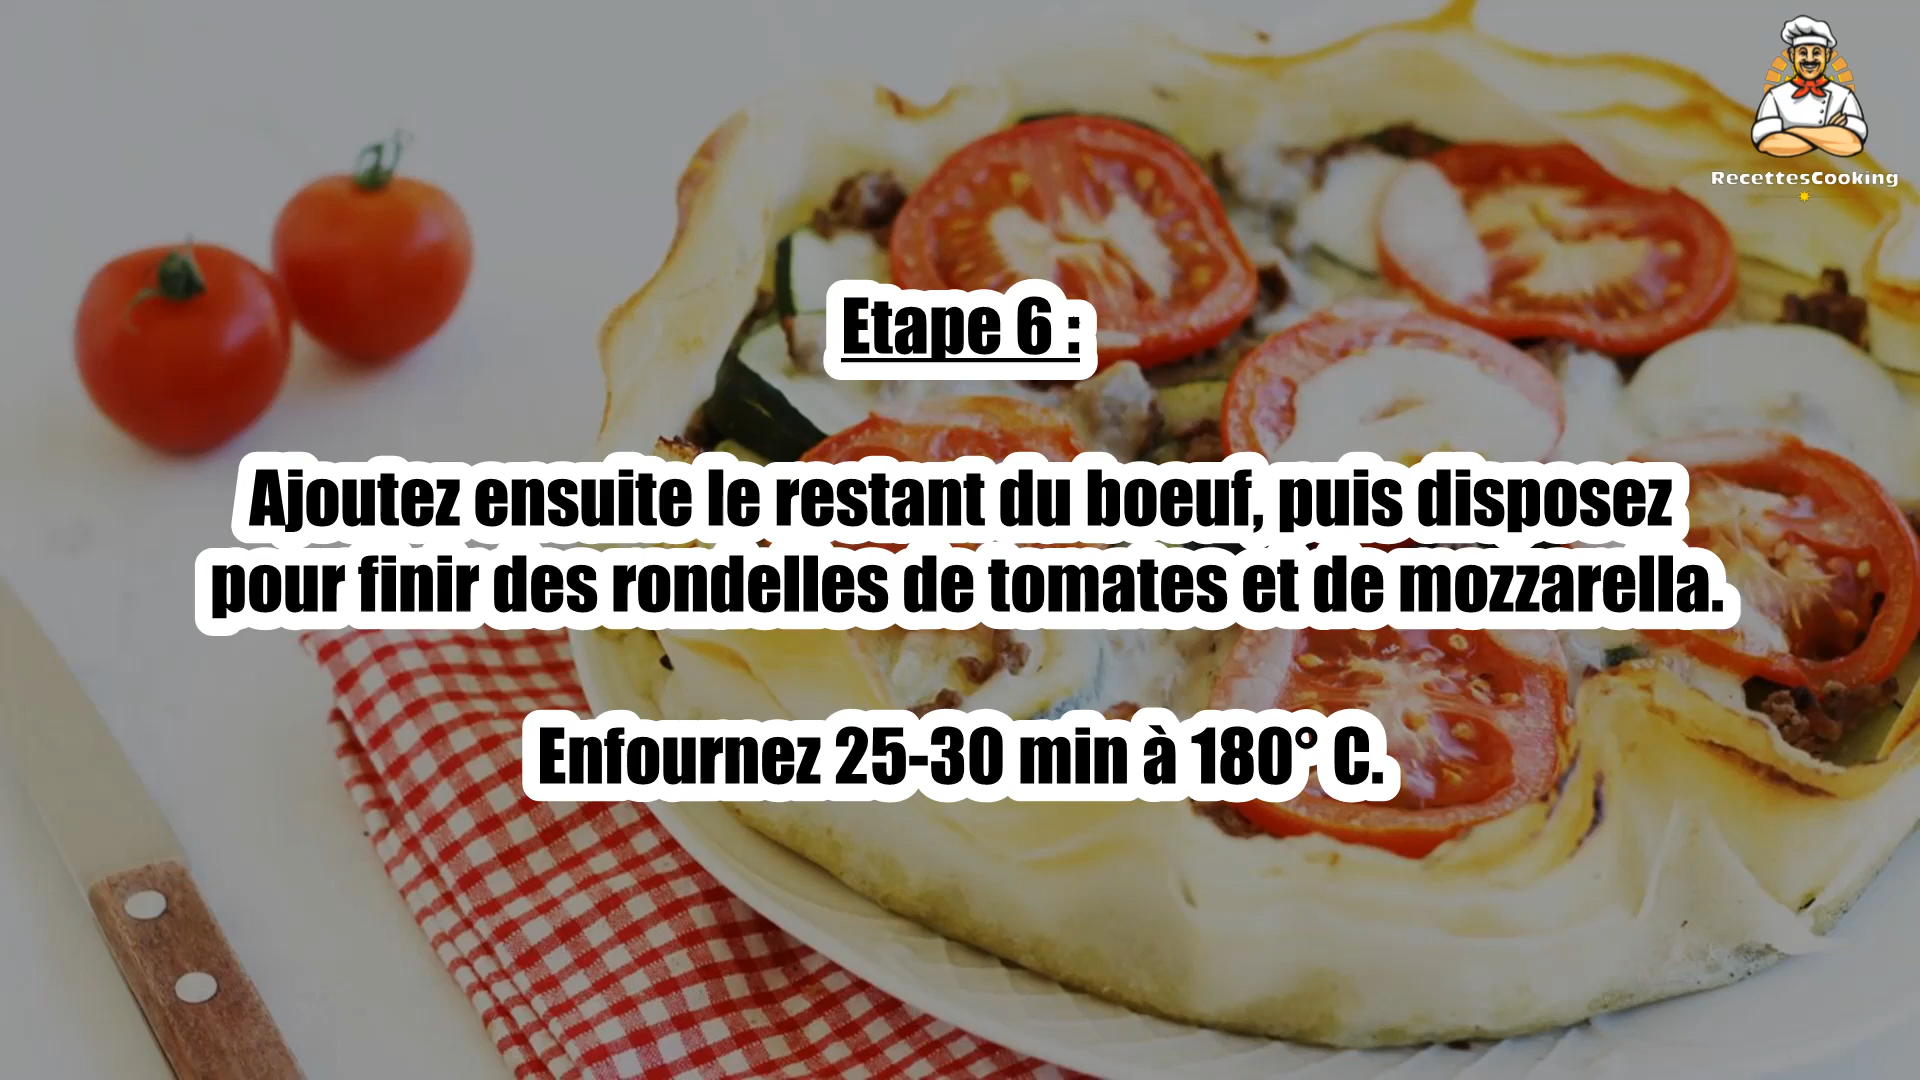 RecettesCooking
Etape 6 :
Ajoutez ensuite le restant du boeuf, puis disposez
pour finir des rondelles de tomates et de mozzarella.
Enfournez 25-30 min à 180° C.